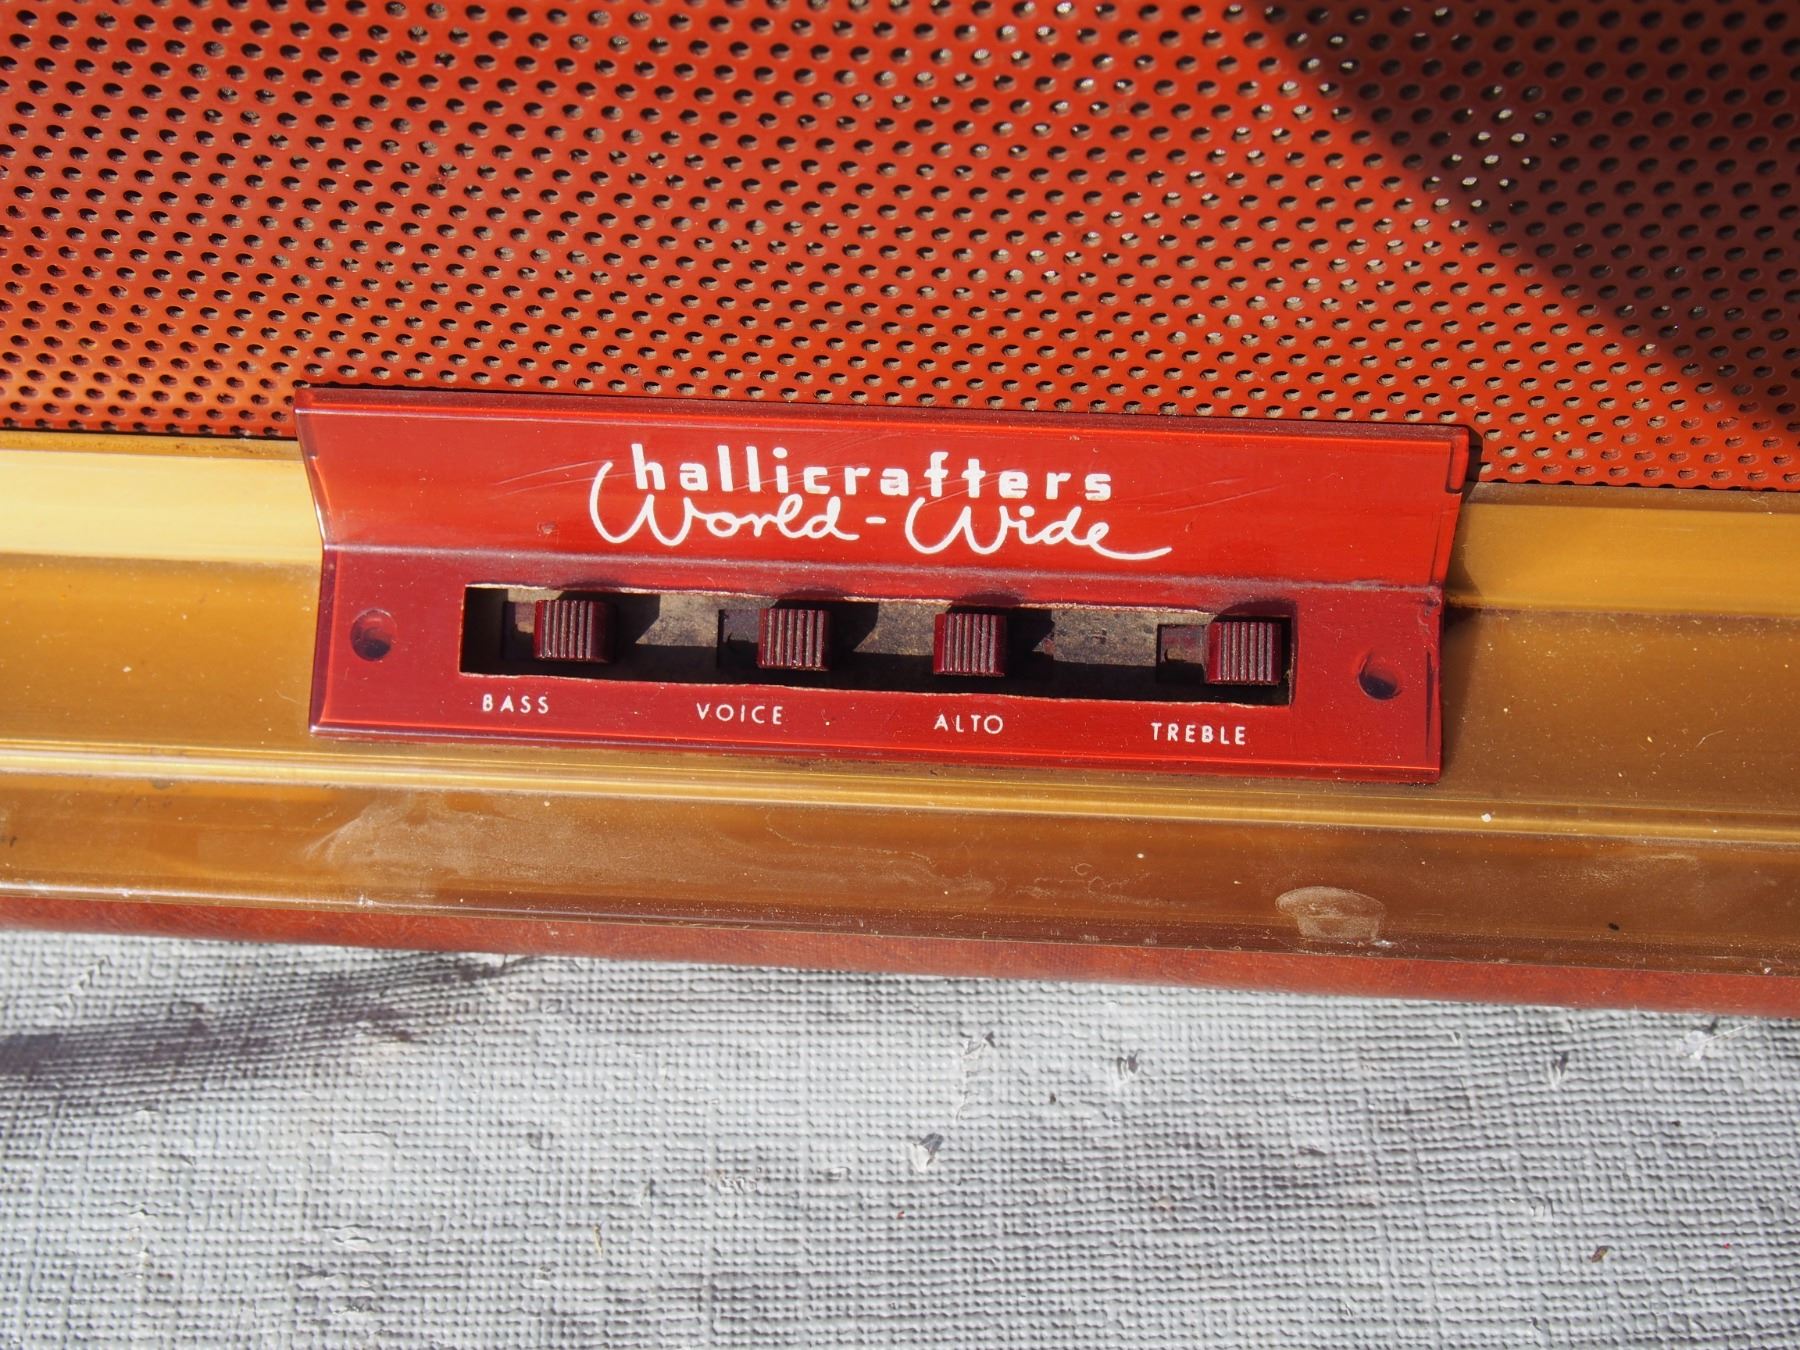 hallicrafters
World-Wide
BASS VOICE ALTO TREBLE